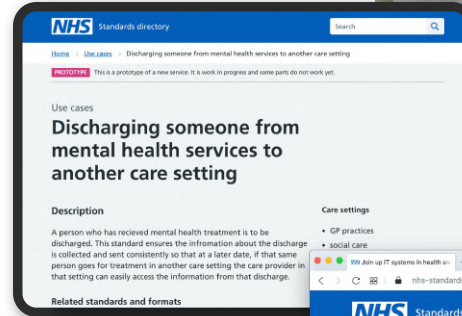 NHS Standards directory
Search
Home > Use cases > Discharging someone from mental health services to another care setting
PROTOTYPE This is a prototype of a new service. It is work in progress and some parts do not work yet.
Use cases
Discharging someone from
mental health services to
another care setting
Description
A person who has recieved mental health treatment is to be
discharged. This standard ensures the infromation about the discharge
is collected and sent consistently so that at a later date, if that same
person goes for treatment in another care setting the care provider in
that setting can easily access the information from that discharge.
Related standards and formats
Care settings
• GP practices
• social care
Join up IT systems in health an
nhs-standards
NHS Standards